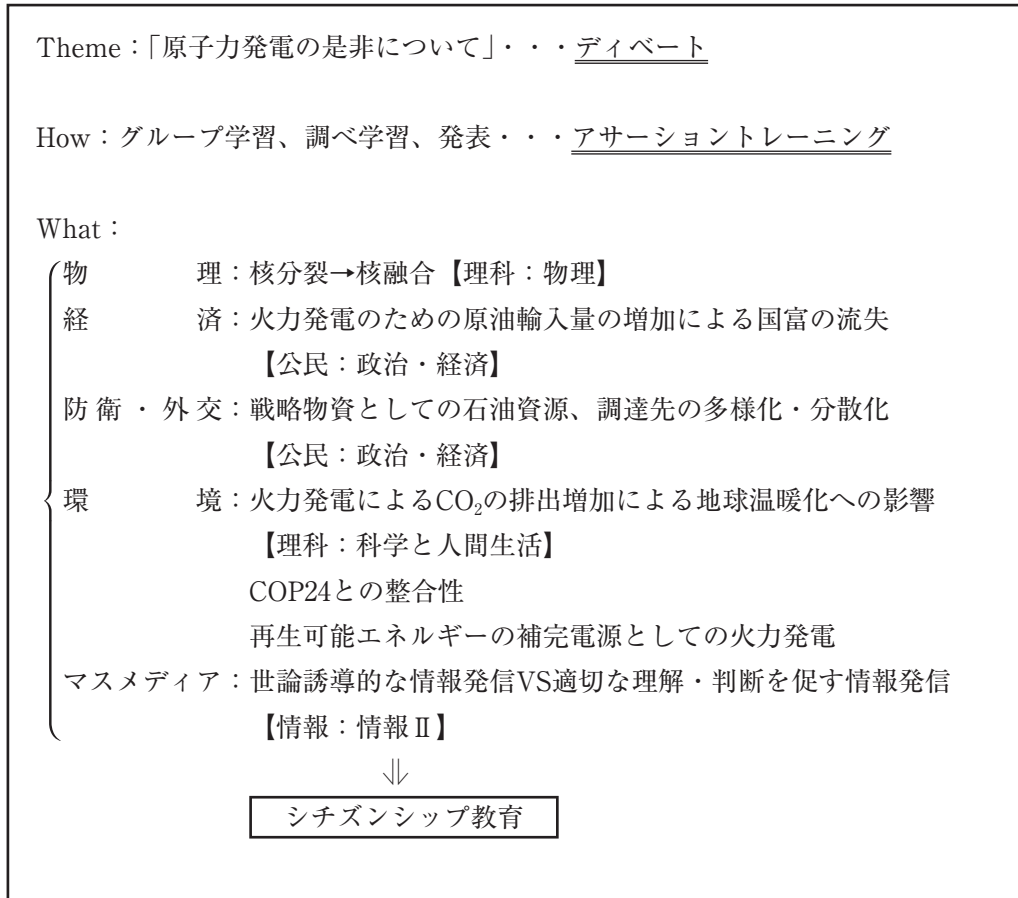 Theme：「原子力発電の是非について」・・・ディベート
How：グループ学習、調べ学習、発表・・・アサーショントレーニング
What：
物理：核分裂→核融合【理科：物理】
経済：火力発電のための原油輸入量の増加による国富の流失
【公民：政治・経済】
防衛・外交：戦略物資としての石油資源、調達先の多様化・分散化
【公民：政治・経済】
環境：火力発電によるCO₂の排出増加による地球温暖化への影響
【理科：科学と人間生活】
COP24との整合性
再生可能エネルギーの補完電源としての火力発電
マスメディア：世論誘導的な情報発信VS適切な理解・判断を促す情報発信
【情報：情報Ⅱ】
⇓
シチズンシップ教育